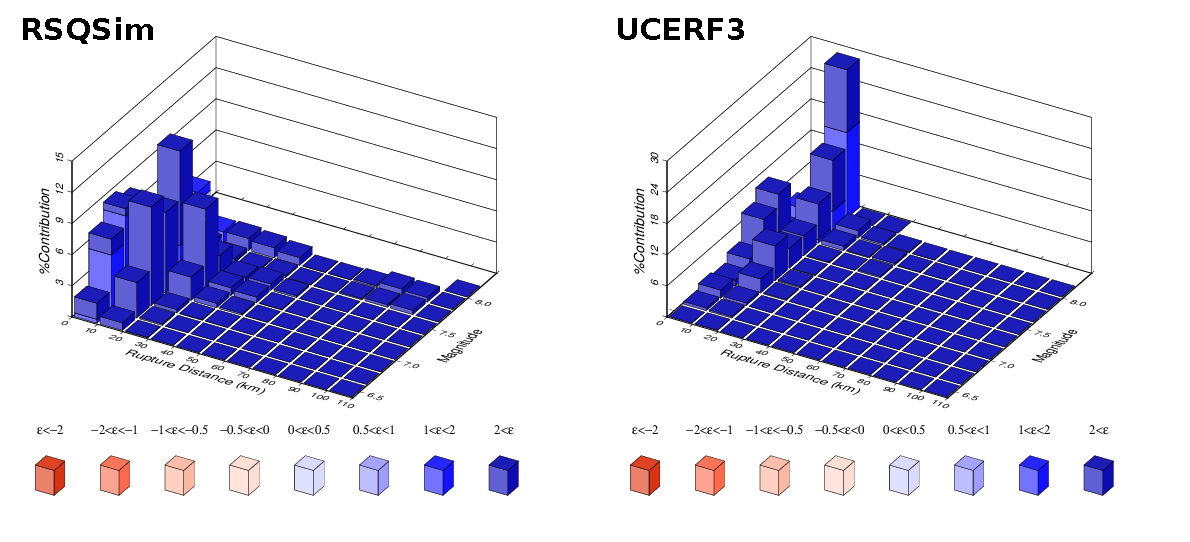 RSQSim
UCERF3
%Contribution
15
12
9
6
3
0
10
20
30
40
50
60
70
80
90
100
110
Rupture Distance (km)
6.5
7.0
7.5
8.0
Magnitude
ε<−2
−2<ε<−1
−1<ε<−0.5
−0.5<ε<0
0<ε<0.5
0.5<ε<1
1<ε<2
2<ε
%Contribution
30
24
18
12
6
0
10
20
30
40
50
60
70
80
90
100
110
Rupture Distance (km)
6.5
7.0
7.5
8.0
Magnitude
ε<−2
−2<ε<−1
−1<ε<−0.5
−0.5<ε<0
0<ε<0.5
0.5<ε<1
1<ε<2
2<ε